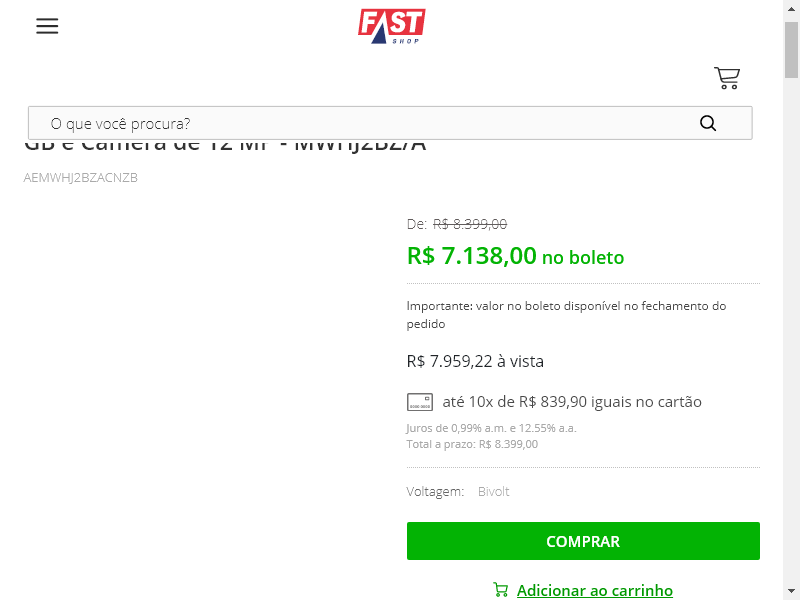 FAST
SHOP
O que você procura?
GB e Câmera de 12 MP - MWHJ2BZ/A
AEMWHJ2BZACNZB
De: R$ 8.399,00
R$ 7.138,00 no boleto
Importante: valor no boleto disponível no fechamento do
pedido
R$ 7.959,22 à vista
até 10x de R$ 839,90 iguais no cartão
Juros de 0,99% a.m. e 12.55% a.a.
Total a prazo: R$ 8.399,00
Voltagem: Bivolt
COMPRAR
Adicionar ao carrinho